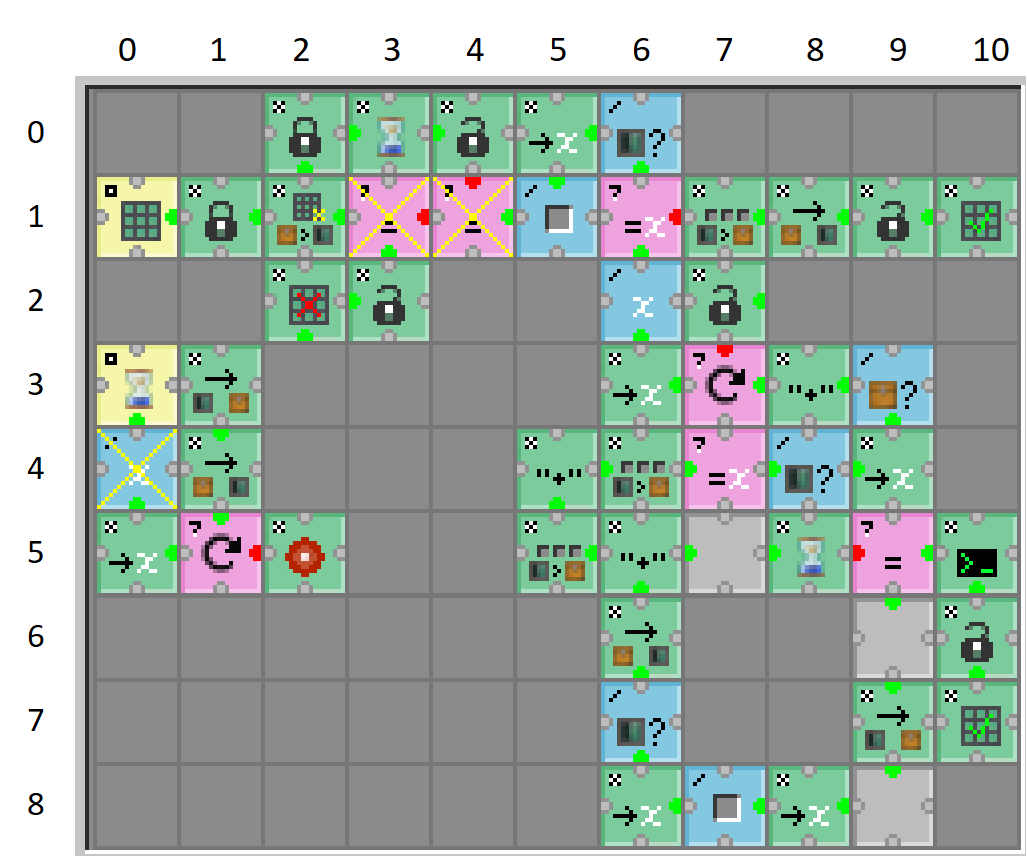 0 1 2 3 4 5 6 7 8 9 10
0 → x ?
1 = = = x →
2 x
3 → → x " " ?
4 → " " = x ? → x
5 → x " " = >_
6 →
7 ? →
8 → x → x